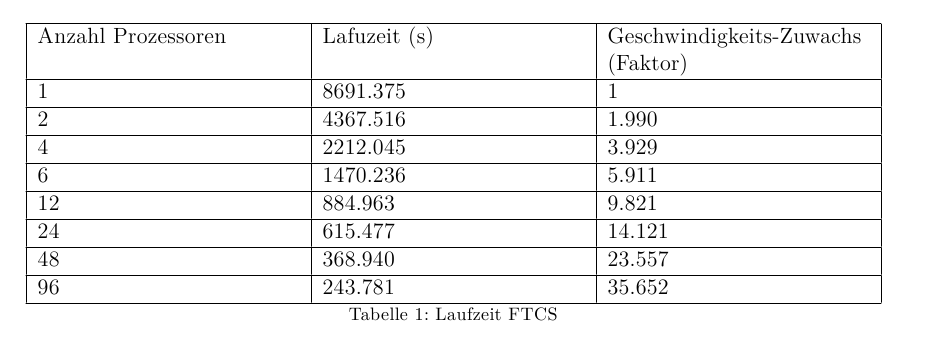 Anzahl Prozessoren Lafuzeit (s) Geschwindigkeits-Zuwachs
(Faktor)
1 8691.375 1
2 4367.516 1.990
4 2212.045 3.929
6 1470.236 5.911
12 884.963 9.821
24 615.477 14.121
48 368.940 23.557
96 243.781 35.652
Tabelle 1: Laufzeit FTCS